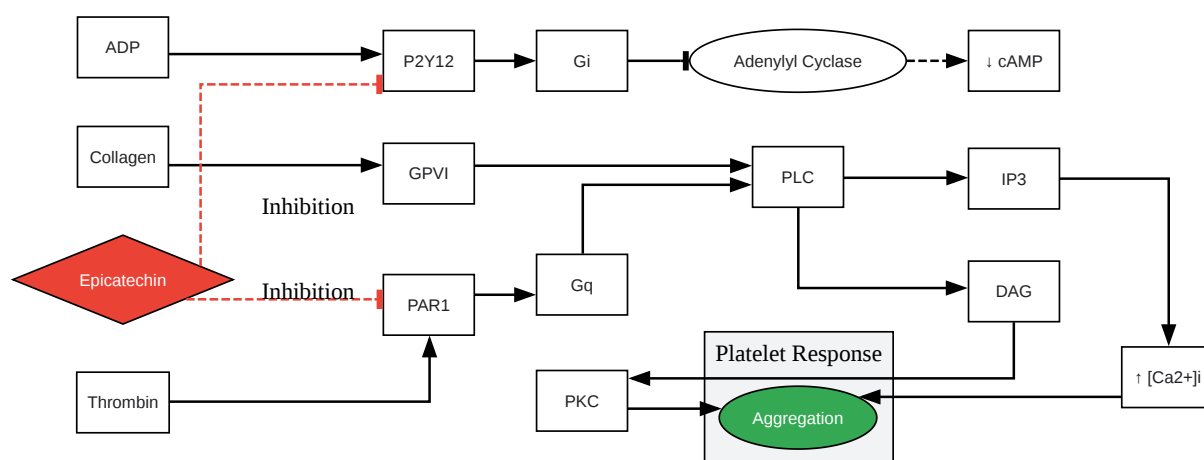 ADP
P2Y12
Gi
Adenylyl Cyclase
↓ cAMP
Collagen
GPVI
PLC
IP3
Inhibition
Epicatechin
Inhibition
PAR1
Gq
DAG
Platelet Response
Thrombin
PKC
Aggregation
↑ [Ca2+]i